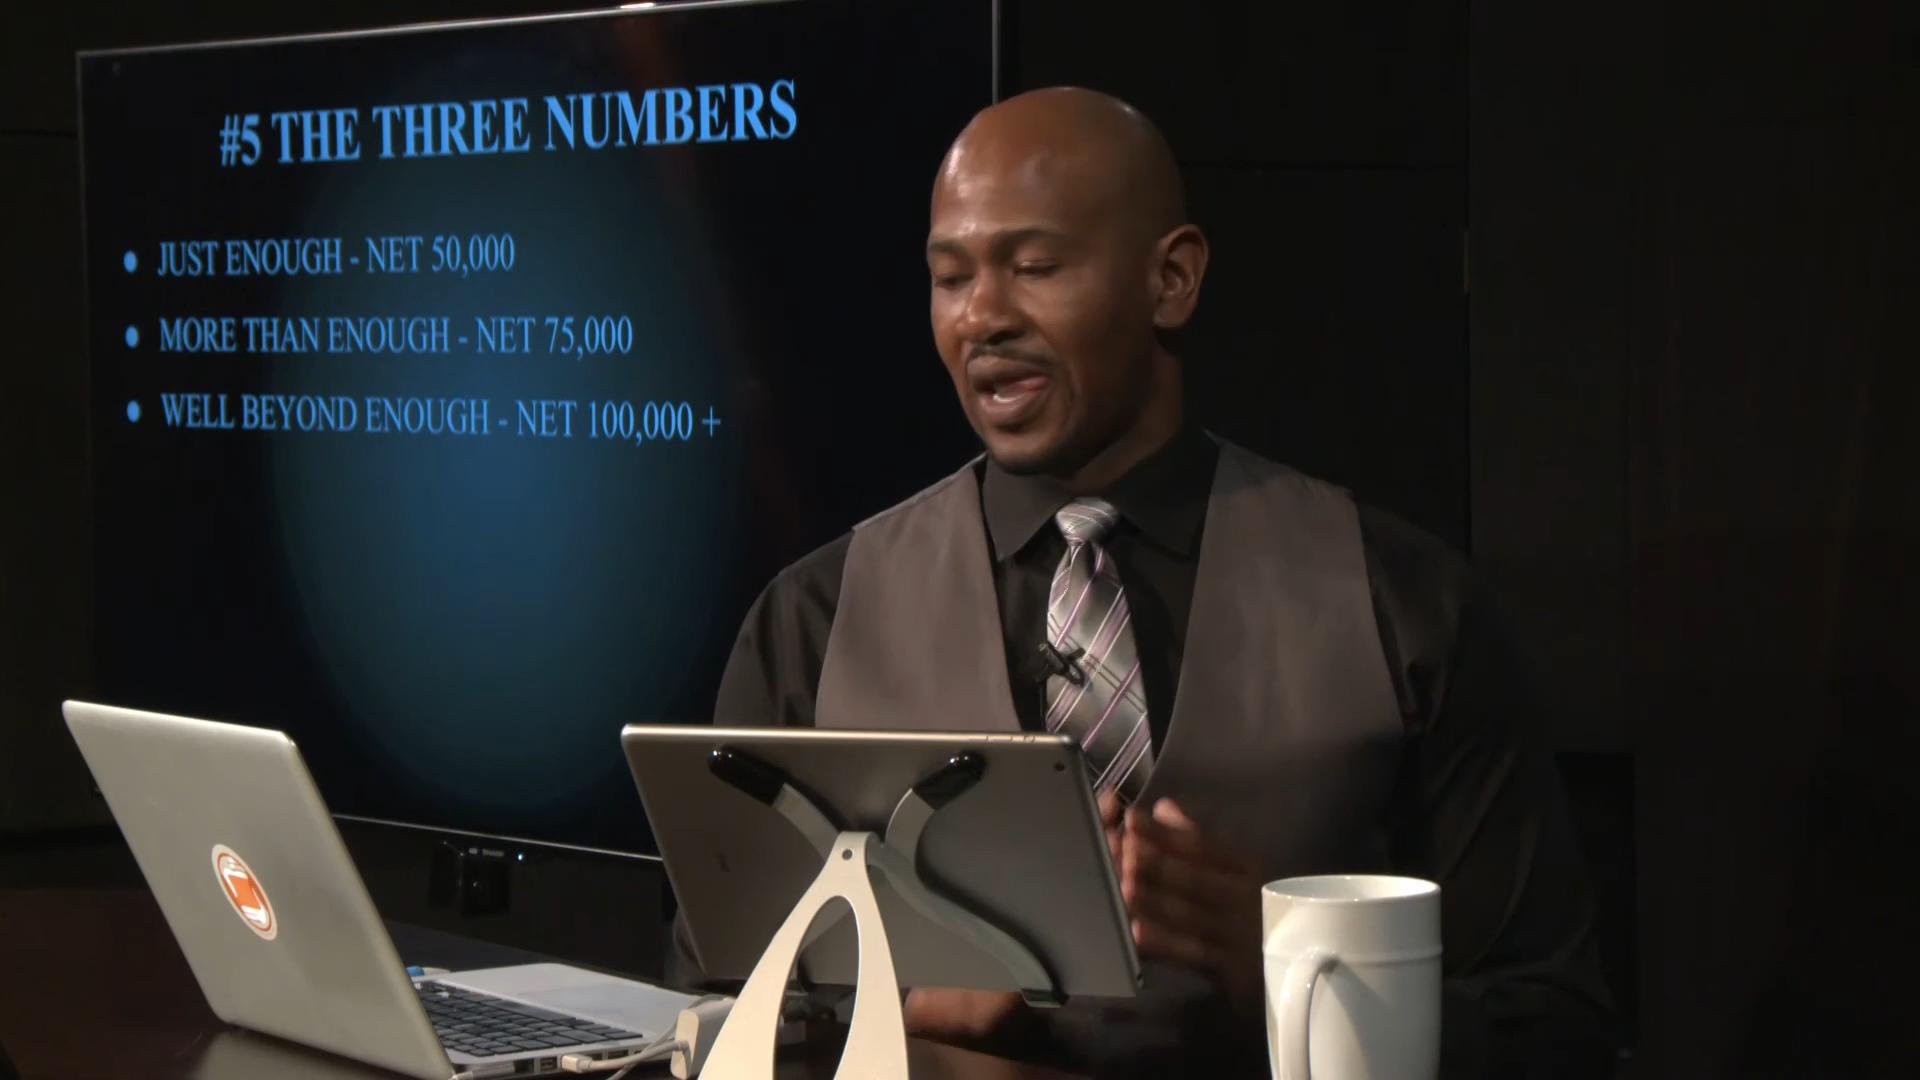 #5 THE THREE NUMBERS
• JUST ENOUGH - NET 50,000
• MORE THAN ENOUGH - NET 75,000
• WELL BEYOND ENOUGH - NET 100,000 +